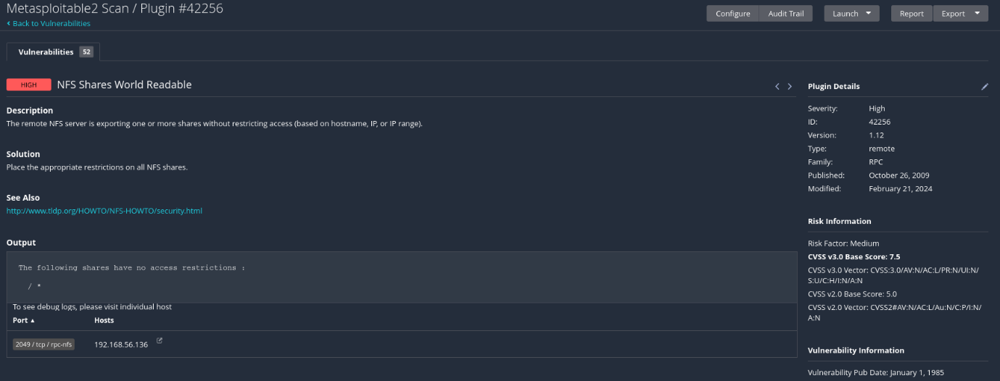 Metasploitable2 Scan / Plugin #42256
Configure
Audit Trail
Launch
Report
Export
Back to Vulnerabilities
Vulnerabilities 52
HIGH NFS Shares World Readable
Description
The remote NFS server is exporting one or more shares without restricting access (based on hostname, IP, or IP range).
Solution
Place the appropriate restrictions on all NFS shares.
See Also
http://www.tldp.org/HOWTO/NFS-HOWTO/security.html
Output
The following shares have no access restrictions :
/ *
To see debug logs, please visit individual host
Port ▲ Hosts
2049 / tcp / rpc-nfs 192.168.56.136
Plugin Details
Severity: High
ID: 42256
Version: 1.12
Type: remote
Family: RPC
Published: October 26, 2009
Modified: February 21, 2024
Risk Information
Risk Factor: Medium
CVSS v3.0 Base Score: 7.5
CVSS v3.0 Vector: CVSS:3.0/AV:N/AC:L/PR:N/UI:N/
S:U/C:H/I:N/A:N
CVSS v2.0 Base Score: 5.0
CVSS v2.0 Vector: CVSS2#AV:N/AC:L/Au:N/C:P/I:N/
A:N
Vulnerability Information
Vulnerability Pub Date: January 1, 1985